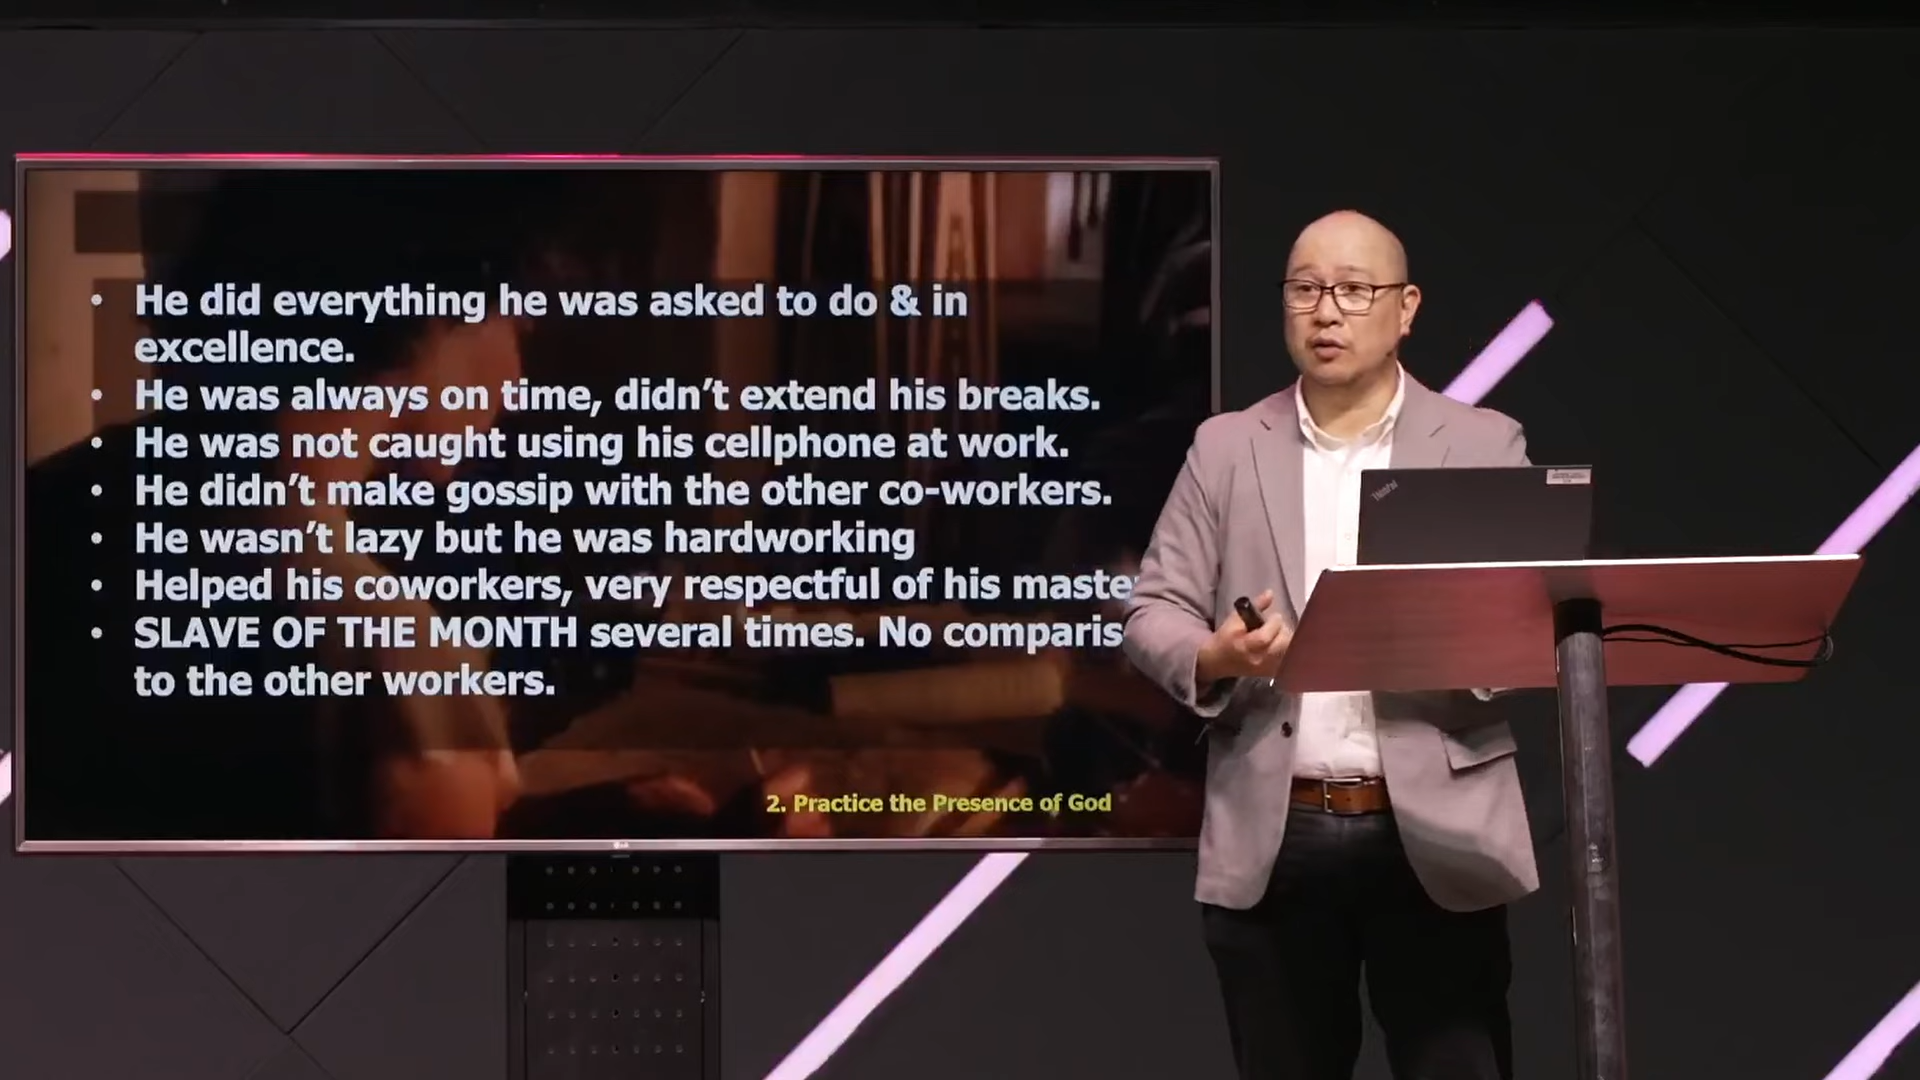 • He did everything he was asked to do & in
excellence.
• He was always on time, didn’t extend his breaks.
• He was not caught using his cellphone at work.
• He didn’t make gossip with the other co-workers.
• He wasn’t lazy but he was hardworking
• Helped his coworkers, very respectful of his
• SLAVE OF THE MONTH several times. No
to the other workers.
2. Practice the Presence of God
LG
ThinkPad